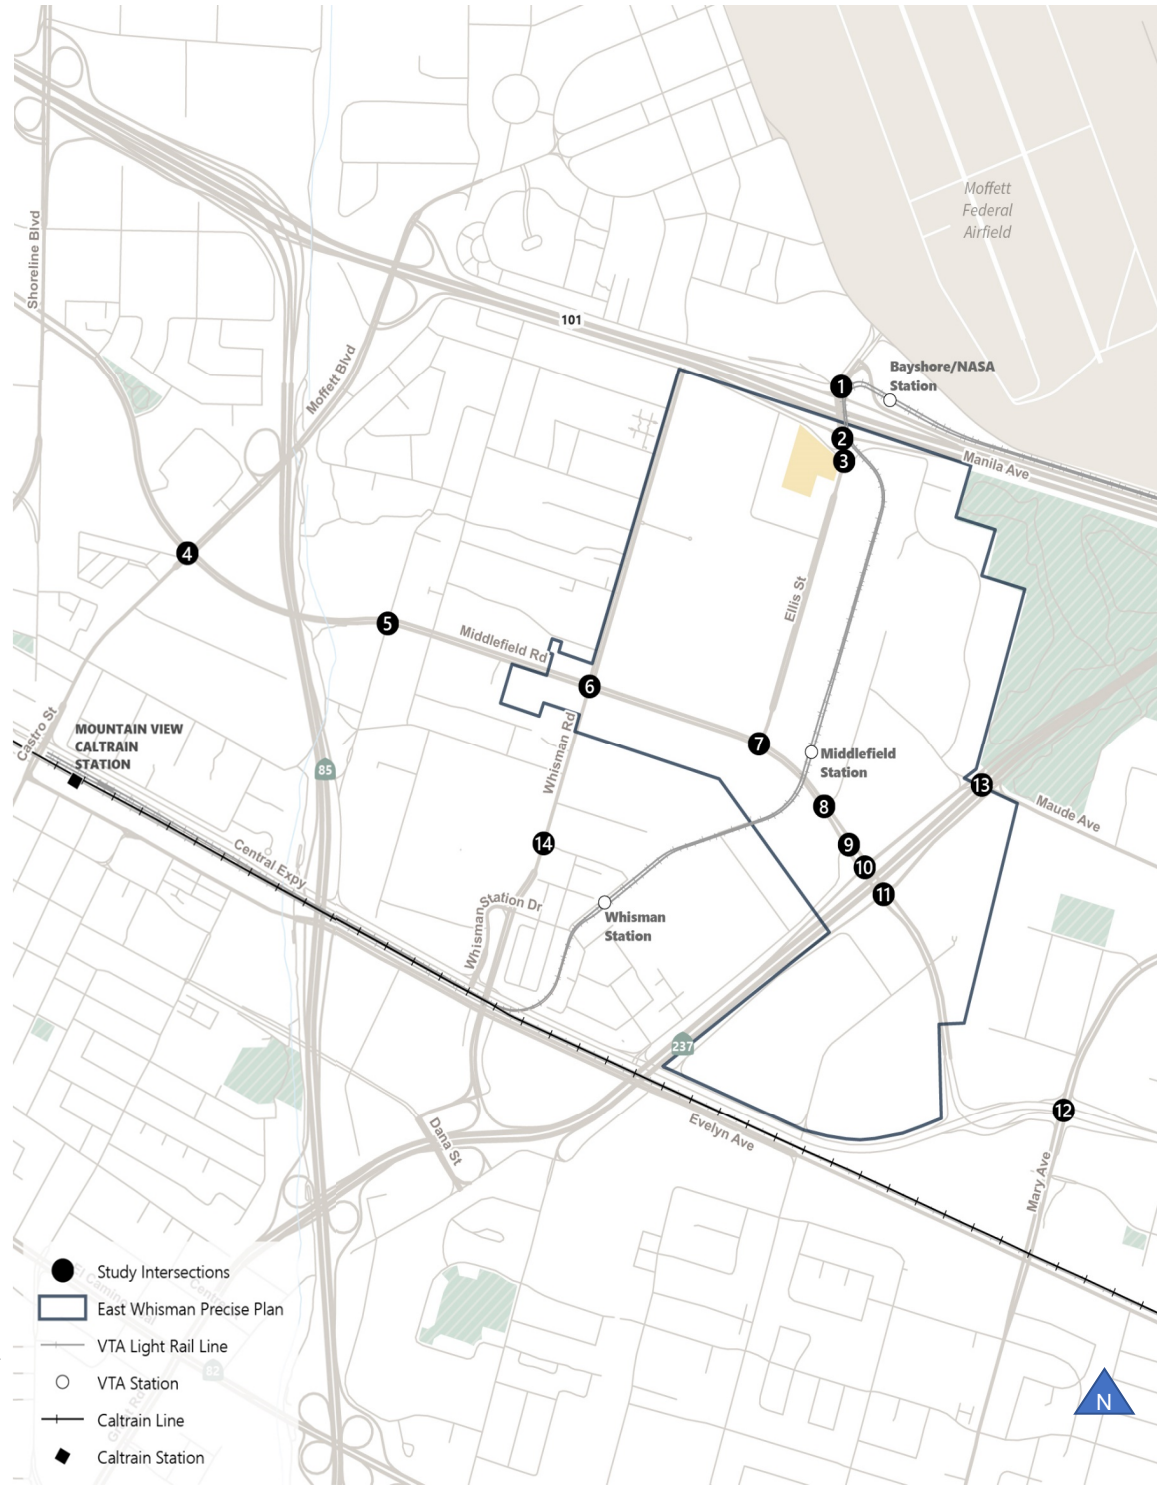 Moffett
Federal
Airfield
Shoreline Blvd
101
Moffett Blvd
1
Bayshore/NASA
Station
2
3
Manila Ave
4
Ellis St
5
Middlefield Rd
6
Castro St
MOUNTAIN VIEW
CALTRAIN
STATION
Whisman Rd
7
Middlefield
Station
85
13
8
Maude Ave
14
9
10
Central Expy
11
Whisman
Station Dr
Whisman
Station
237
12
Dana St
Evelyn Ave
Mary Ave
Study Intersections
East Whisman Precise Plan
VTA Light Rail Line
82
VTA Station
N
Caltrain Line
Caltrain Station